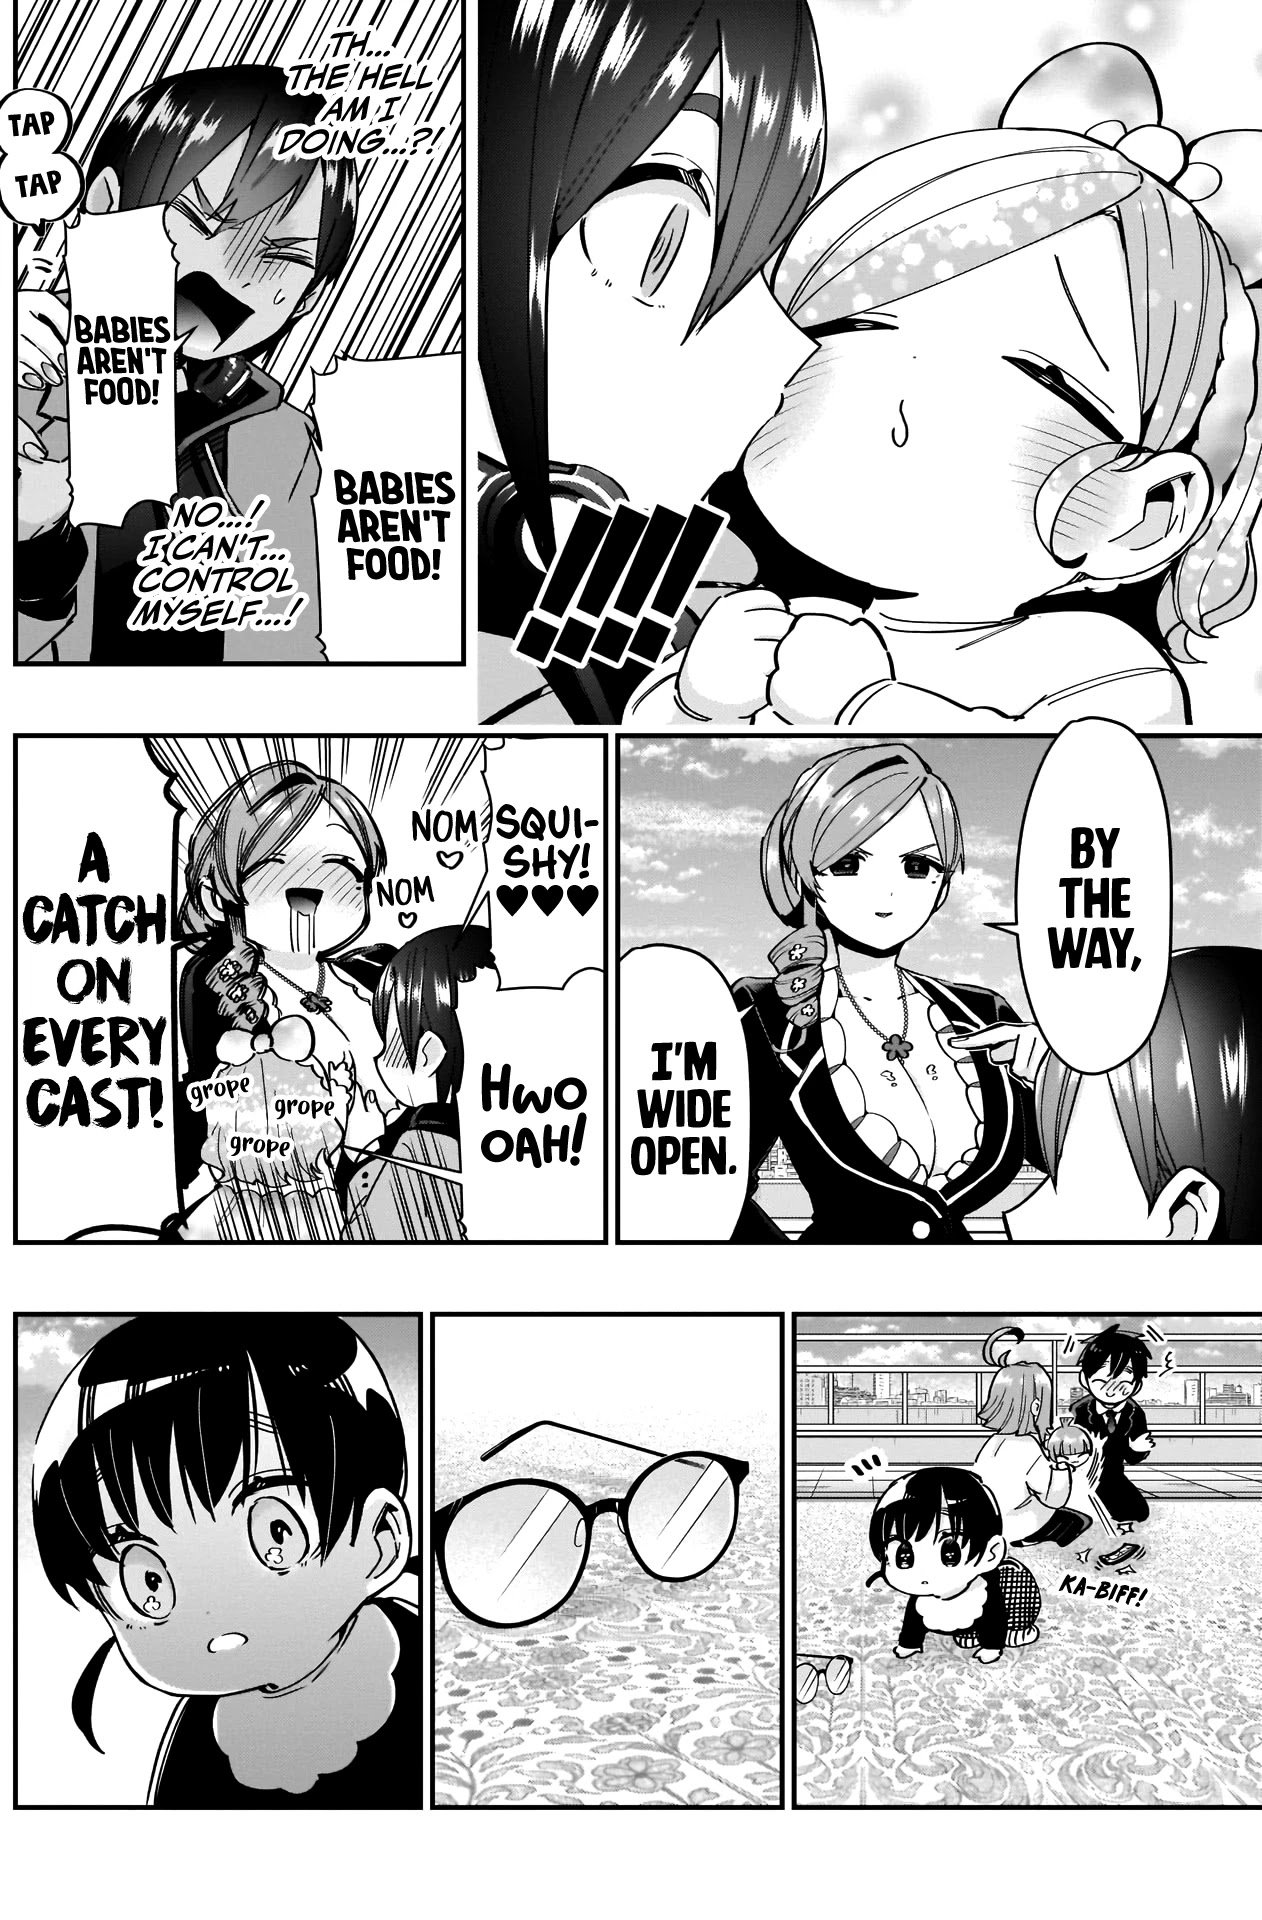 !!!!
TH...
THE HELL
AM I
DOING...?!
TAP
TAP
BABIES
AREN'T
FOOD!
BABIES
AREN'T
FOOD!
NO...!
I CAN'T...
CONTROL
MYSELF...!
BY
THE
WAY,
I'M
WIDE
OPEN.
SQUI-
SHY!
♥♥♥
NOM
♡
NOM
♡
HWO
OAH!
grope
grope
grope
A
CATCH
ON
EVERY
CAST!
KA-BIFF!